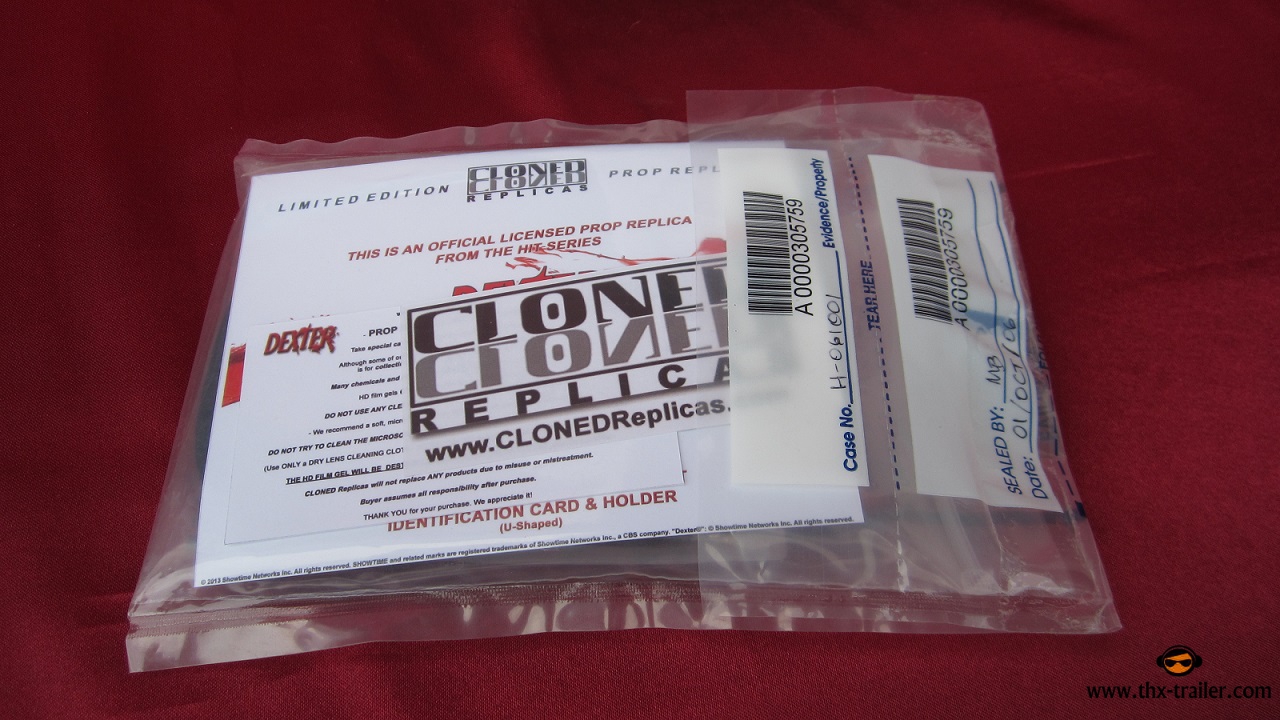 LIMITED EDITION CLONED REPLICAS PROP REPL
THIS IS AN OFFICIAL LICENSED PROP REPLICA
FROM THE HIT SERIES
DEXTER
- PROP
Take special ca
Although some of
is for collecti
Many chemicals and
HD film gels
DO NOT USE ANY CLE
- We recommend a soft, micr
DO NOT TRY TO CLEAN THE MICROSC
(Use ONLY a DRY LENS CLEANING CLOT
THE HD FILM GEL WILL BE DEST
CLONED Replicas will not replace ANY products due to misuse or mistreatment.
Buyer assumes all responsibility after purchase.
THANK YOU for your purchase. We appreciate it!
CLONED
REPLICA
www.CLONEDReplicas.
IDENTIFICATION CARD & HOLDER
(U-Shaped)
© 2013 Showtime Networks Inc. All rights reserved. SHOWTIME and related marks are registered trademarks of Showtime Networks Inc., a CBS company. "Dexter®": © Showtime Networks Inc. All rights reserved.
A 0000305759
Case No. H-061001 Evidence/Property
TEAR HERE
A 0000305759
SEALED BY: MB
Date: 01/OCT/06
www.thx-trailer.com